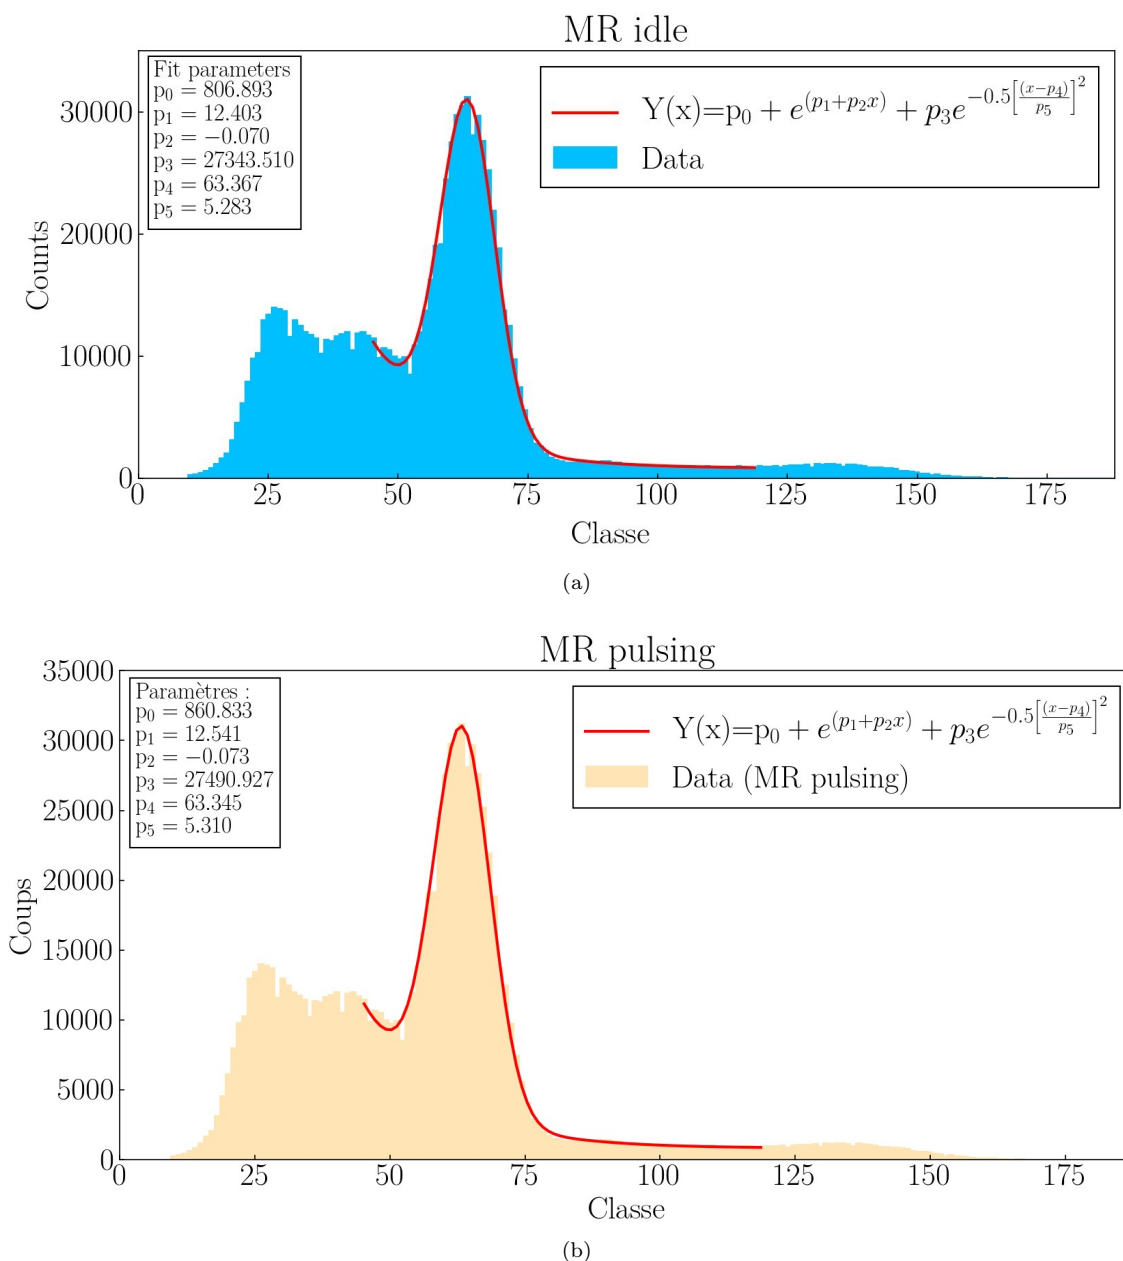 MR idle
Fit parameters
p₀ = 806.893
p₁ = 12.403
p₂ = −0.070
p₃ = 27343.510
p₄ = 63.367
p₅ = 5.283
Y(x)=p₀ + e^{(p₁+p₂x)} + p₃e^{−0.5[\frac{(x−p₄)}{p₅}]²}
Data
Counts
30000
20000
10000
0
0 25 50 75 100 125 150 175
Classe
(a)
MR pulsing
Paramètres :
p₀ = 860.833
p₁ = 12.541
p₂ = −0.073
p₃ = 27490.927
p₄ = 63.345
p₅ = 5.310
Y(x)=p₀ + e^{(p₁+p₂x)} + p₃e^{−0.5[\frac{(x−p₄)}{p₅}]²}
Data (MR pulsing)
Coups
35000
30000
25000
20000
15000
10000
5000
0
0 25 50 75 100 125 150 175
Classe
(b)